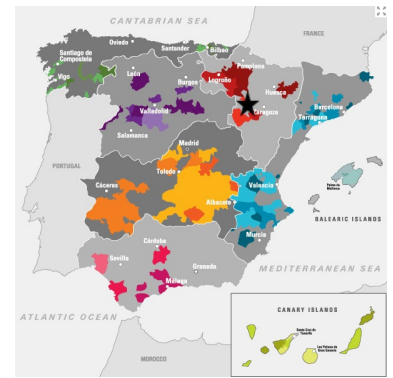 CANTABRIAN SEA
FRANCE
Oviedo
Santander
Bilbao
Santiago de
Compostela
Vigo
León
Burgos
Pamplona
Logroño
Huesca
Zaragoza
Barcelona
Tarragona
Valladolid
Salamanca
Madrid
PORTUGAL
Toledo
Cáceres
Valencia
Palma de
Mallorca
Albacete
BALEARIC ISLANDS
Murcia
Córdoba
Sevilla
Granada
Málaga
MEDITERRANEAN SEA
ATLANTIC OCEAN
CANARY ISLANDS
Santa Cruz de
Tenerife
Las Palmas de
Gran Canaria
MOROCCO